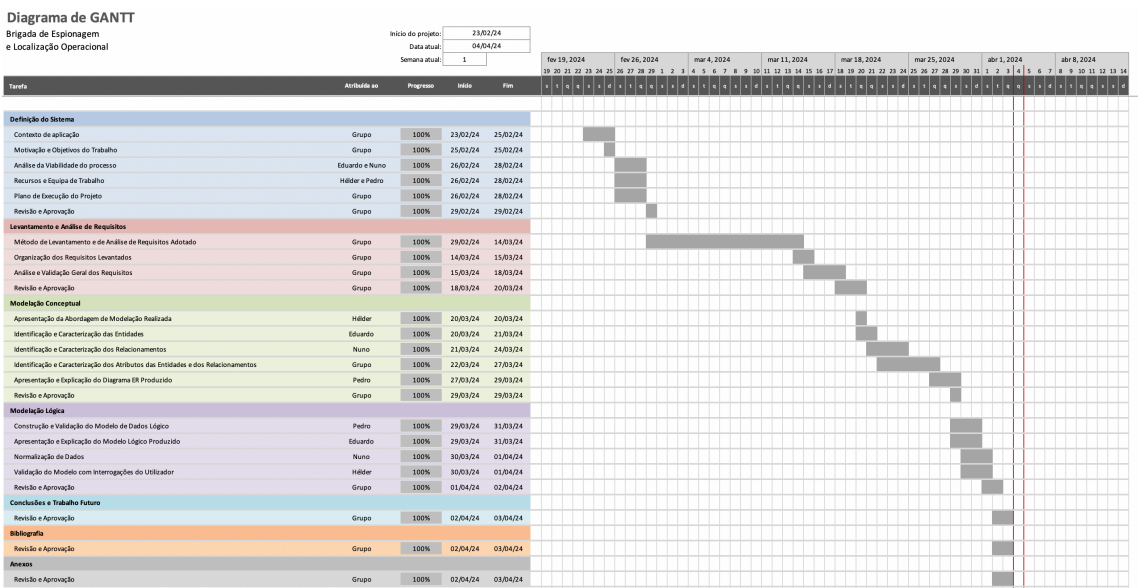 Diagrama de GANTT
Brigada de Espionagem
e Localização Operacional
Início do projeto: 23/02/24
Data atual: 04/04/24
Semana atual: 1
fev 19, 2024 fev 26, 2024 mar 4, 2024 mar 11, 2024 mar 18, 2024 mar 25, 2024 abr 1, 2024 abr 8, 2024
19 20 21 22 23 24 25 26 27 28 29 1 2 3 4 5 6 7 8 9 10 11 12 13 14 15 16 17 18 19 20 21 22 23 24 25 26 27 28 29 30 31 1 2 3 4 5 6 7 8 9 10 11 12 13 14
Tarefa Atribuída ao Progresso Início Fim s t q q s s d s t q q s s d s t q q s s d s t q q s s d s t q q s s d s t q q s s d s t q q s s d s t q q s s d
Definição do Sistema
Contexto de aplicação Grupo 100% 23/02/24 25/02/24
Motivação e Objetivos do Trabalho Grupo 100% 25/02/24 25/02/24
Análise da Viabilidade do processo Eduardo e Nuno 100% 26/02/24 28/02/24
Recursos e Equipa de Trabalho Hélder e Pedro 100% 26/02/24 28/02/24
Plano de Execução do Projeto Grupo 100% 26/02/24 28/02/24
Revisão e Aprovação Grupo 100% 29/02/24 29/02/24
Levantamento e Análise de Requisitos
Método de Levantamento e de Análise de Requisitos Adotado Grupo 100% 29/02/24 14/03/24
Organização dos Requisitos Levantados Grupo 100% 14/03/24 15/03/24
Análise e Validação Geral dos Requisitos Grupo 100% 15/03/24 18/03/24
Revisão e Aprovação Grupo 100% 18/03/24 20/03/24
Modelação Conceptual
Apresentação da Abordagem de Modelação Realizada Hélder 100% 20/03/24 20/03/24
Identificação e Caracterização das Entidades Eduardo 100% 20/03/24 21/03/24
Identificação e Caracterização dos Relacionamentos Nuno 100% 21/03/24 24/03/24
Identificação e Caracterização dos Atributos das Entidades e dos Relacionamentos Grupo 100% 22/03/24 27/03/24
Apresentação e Explicação do Diagrama ER Produzido Pedro 100% 27/03/24 29/03/24
Revisão e Aprovação Grupo 100% 29/03/24 29/03/24
Modelação Lógica
Construção e Validação do Modelo de Dados Lógico Pedro 100% 29/03/24 31/03/24
Apresentação e Explicação do Modelo Lógico Produzido Eduardo 100% 29/03/24 31/03/24
Normalização de Dados Nuno 100% 30/03/24 01/04/24
Validação do Modelo com Interrogações do Utilizador Hélder 100% 30/03/24 01/04/24
Revisão e Aprovação Grupo 100% 01/04/24 02/04/24
Conclusões e Trabalho Futuro
Revisão e Aprovação Grupo 100% 02/04/24 03/04/24
Bibliografia
Revisão e Aprovação Grupo 100% 02/04/24 03/04/24
Anexos
Revisão e Aprovação Grupo 100% 02/04/24 03/04/24